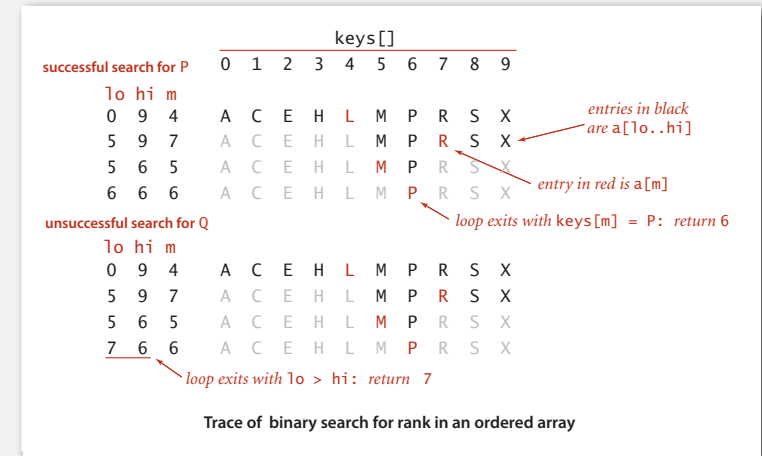 keys[]
successful search for P 0 1 2 3 4 5 6 7 8 9
lo hi m
0 9 4 A C E H L M P R S X
5 9 7 A C E H L M P R S X
5 6 5 A C E H L M P R S X
6 6 6 A C E H L M P R S X
entries in black
are a[lo..hi]
entry in red is a[m]
loop exits with keys[m] = P: return 6
unsuccessful search for Q
lo hi m
0 9 4 A C E H L M P R S X
5 9 7 A C E H L M P R S X
5 6 5 A C E H L M P R S X
7 6 6 A C E H L M P R S X
loop exits with lo > hi: return 7
Trace of binary search for rank in an ordered array